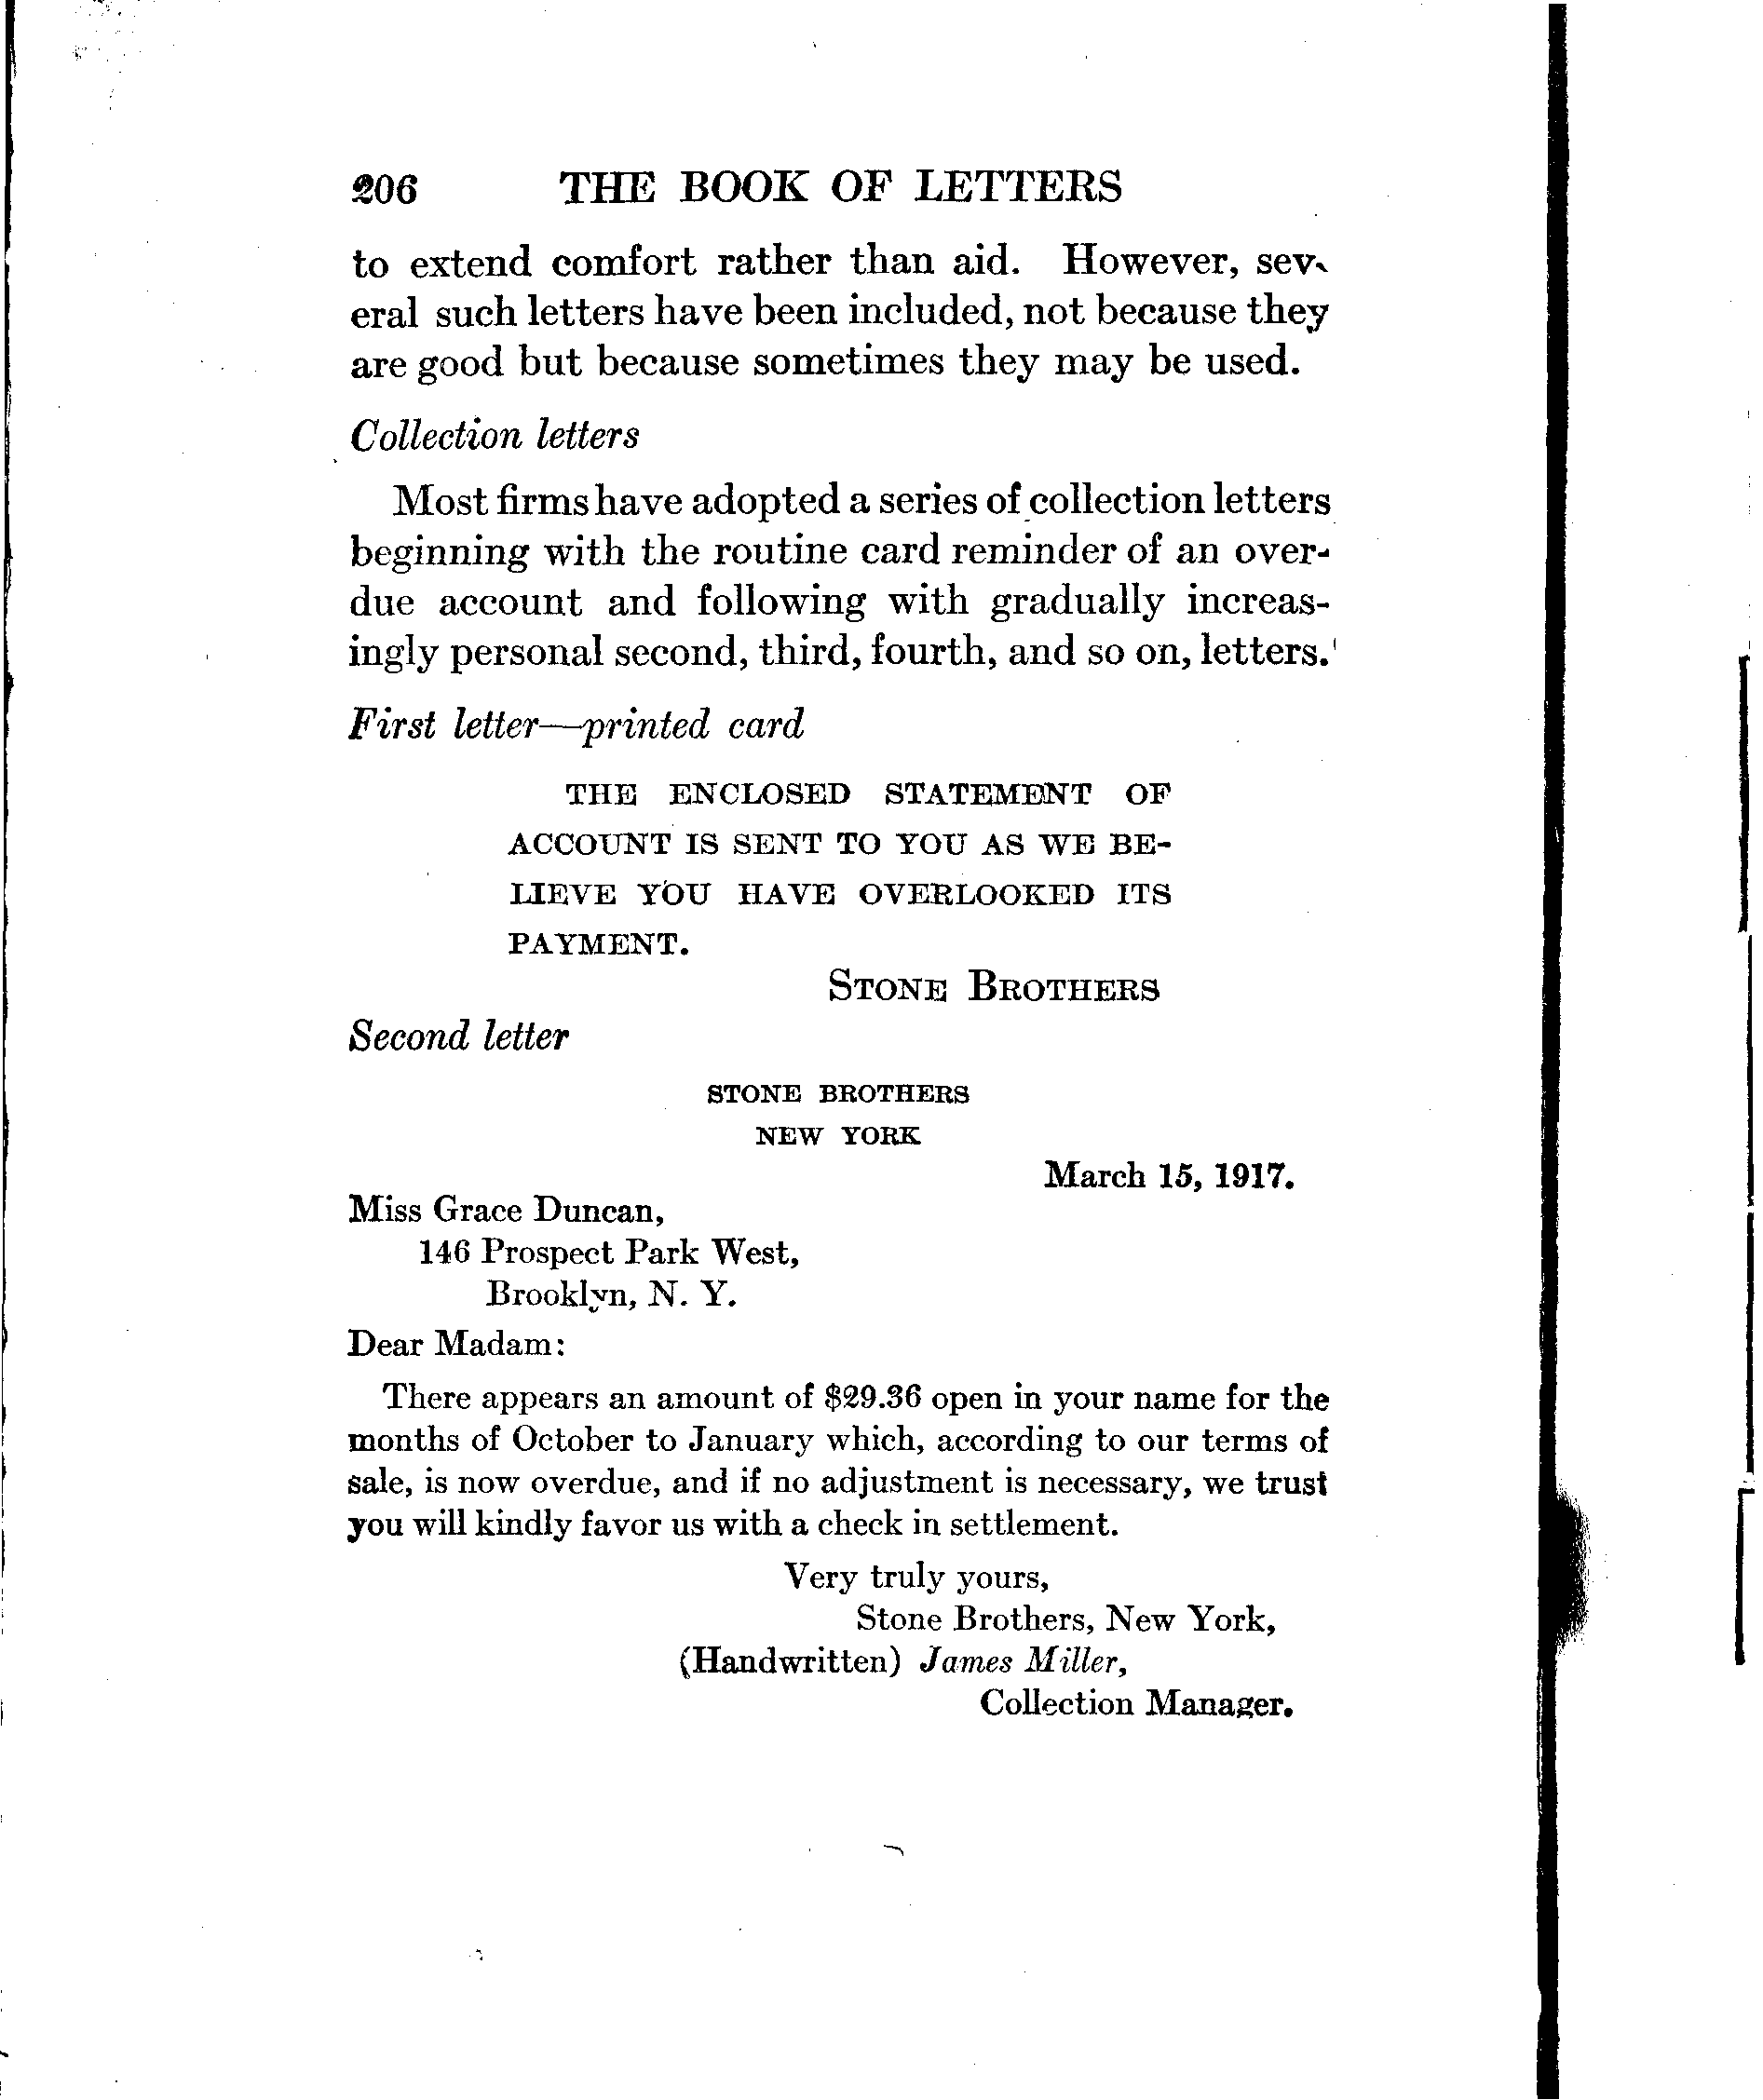 206 THE BOOK OF LETTERS
to extend comfort rather than aid. However, sev-
eral such letters have been included, not because they
are good but because sometimes they may be used.
Collection letters
Most firms have adopted a series of collection letters
beginning with the routine card reminder of an over-
due account and following with gradually increas-
ingly personal second, third, fourth, and so on, letters.
First letter—printed card
THE ENCLOSED STATEMENT OF
ACCOUNT IS SENT TO YOU AS WE BE-
LIEVE YOU HAVE OVERLOOKED ITS
PAYMENT.
STONE BROTHERS
Second letter
STONE BROTHERS
NEW YORK
March 15, 1917.
Miss Grace Duncan,
146 Prospect Park West,
Brooklyn, N. Y.
Dear Madam:
There appears an amount of $29.36 open in your name for the
months of October to January which, according to our terms of
sale, is now overdue, and if no adjustment is necessary, we trust
you will kindly favor us with a check in settlement.
Very truly yours,
Stone Brothers, New York,
(Handwritten) James Miller,
Collection Manager.